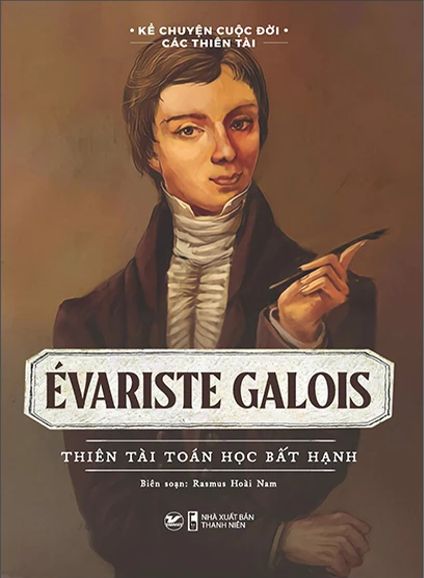 • KỂ CHUYỆN CUỘC ĐỜI •
CÁC THIÊN TÀI
ÉVARISTE GALOIS
THIÊN TÀI TOÁN HỌC BẤT HẠNH
Biên soạn: Rasmus Hoài Nam
NHÀ XUẤT BẢN
THANH NIÊN